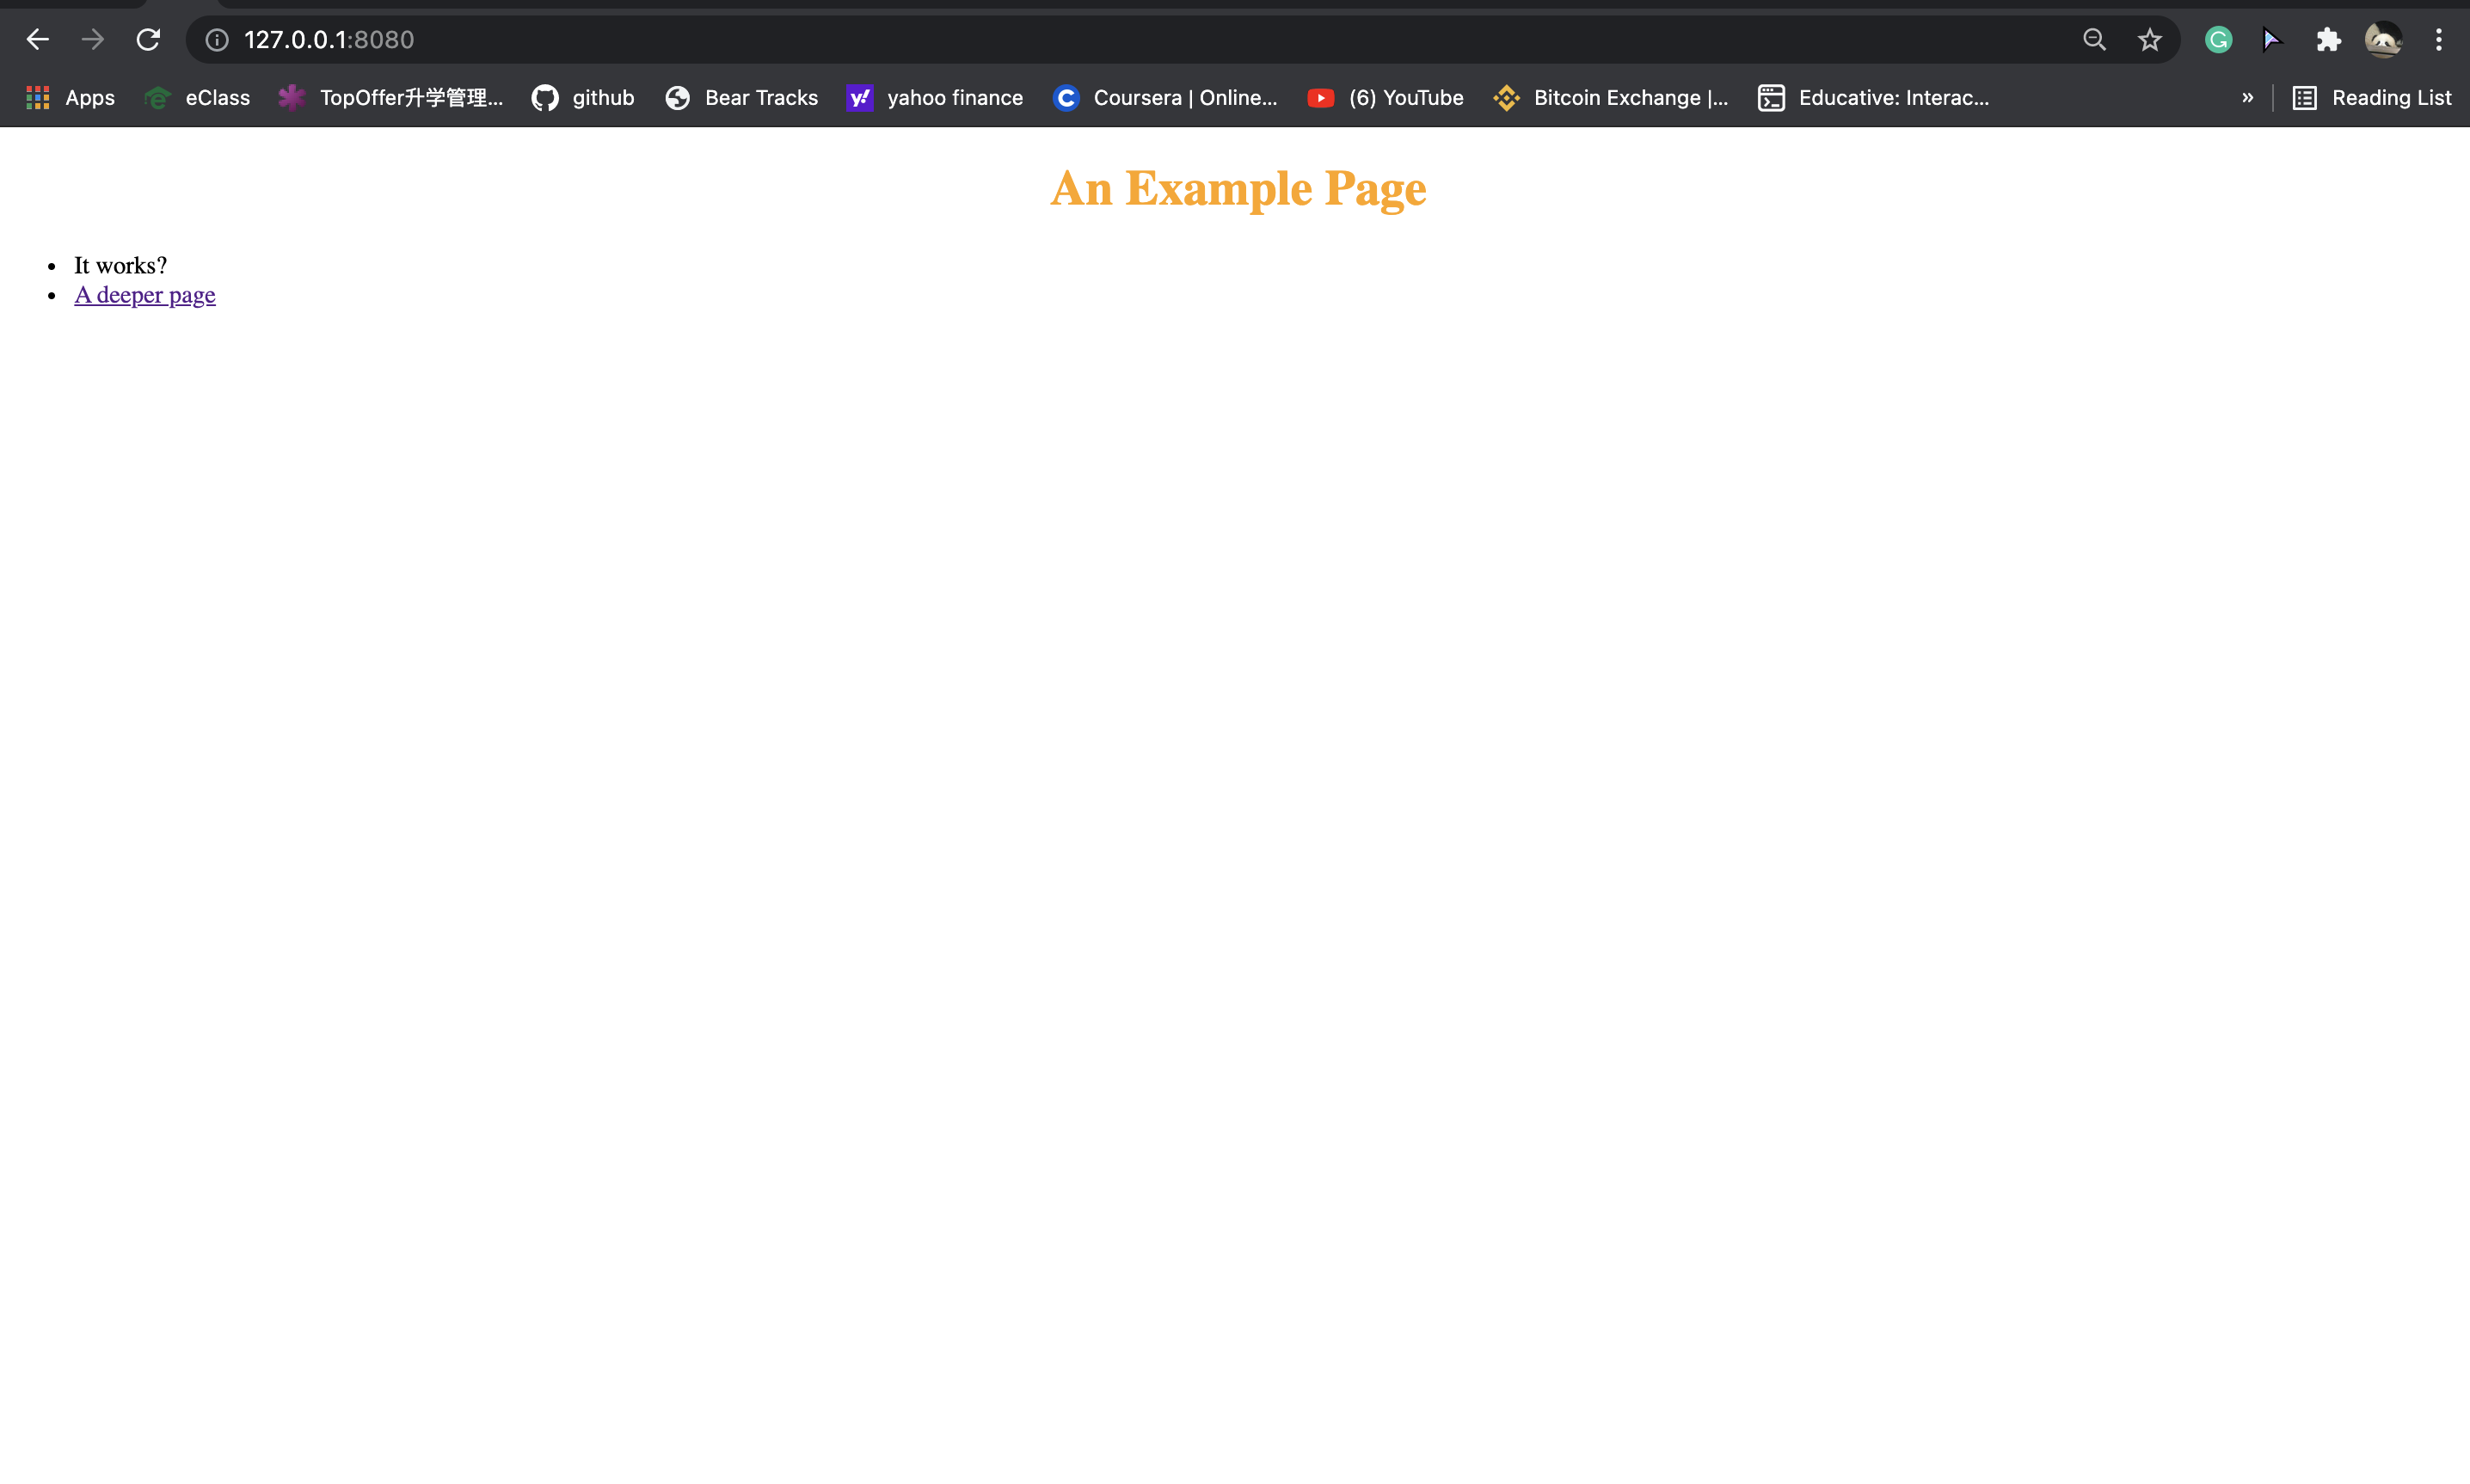 127.0.0.1:8080
Apps eClass TopOffer升学管理... github Bear Tracks yahoo finance Coursera | Online... (6) YouTube Bitcoin Exchange |... Educative: Interac... » Reading List
An Example Page
• It works?
• A deeper page